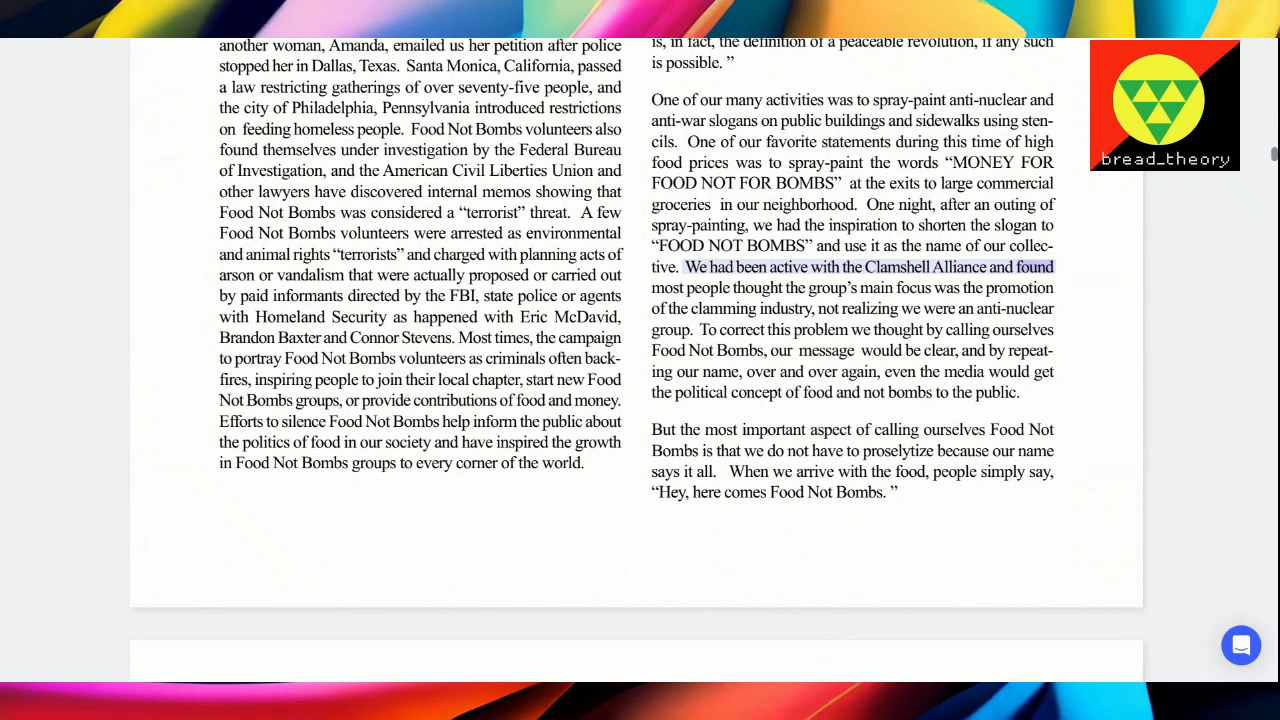 another woman, Amanda, emailed us her petition after police
stopped her in Dallas, Texas. Santa Monica, California, passed
a law restricting gatherings of over seventy-five people, and
the city of Philadelphia, Pennsylvania introduced restrictions
on feeding homeless people. Food Not Bombs volunteers also
found themselves under investigation by the Federal Bureau
of Investigation, and the American Civil Liberties Union and
other lawyers have discovered internal memos showing that
Food Not Bombs was considered a “terrorist” threat. A few
Food Not Bombs volunteers were arrested as environmental
and animal rights “terrorists” and charged with planning acts of
arson or vandalism that were actually proposed or carried out
by paid informants directed by the FBI, state police or agents
with Homeland Security as happened with Eric McDavid,
Brandon Baxter and Connor Stevens. Most times, the campaign
to portray Food Not Bombs volunteers as criminals often back-
fires, inspiring people to join their local chapter, start new Food
Not Bombs groups, or provide contributions of food and money.
Efforts to silence Food Not Bombs help inform the public about
the politics of food in our society and have inspired the growth
in Food Not Bombs groups to every corner of the world.
is, in fact, the definition of a peaceable revolution, if any such
is possible. ”
One of our many activities was to spray-paint anti-nuclear and
anti-war slogans on public buildings and sidewalks using sten-
cils. One of our favorite statements during this time of high
food prices was to spray-paint the words “MONEY FOR
FOOD NOT FOR BOMBS” at the exits to large commercial
groceries in our neighborhood. One night, after an outing of
spray-painting, we had the inspiration to shorten the slogan to
“FOOD NOT BOMBS” and use it as the name of our collec-
tive. We had been active with the Clamshell Alliance and found
most people thought the group’s main focus was the promotion
of the clamming industry, not realizing we were an anti-nuclear
group. To correct this problem we thought by calling ourselves
Food Not Bombs, our message would be clear, and by repeat-
ing our name, over and over again, even the media would get
the political concept of food and not bombs to the public.
But the most important aspect of calling ourselves Food Not
Bombs is that we do not have to proselytize because our name
says it all. When we arrive with the food, people simply say,
“Hey, here comes Food Not Bombs. ”
bread_theory